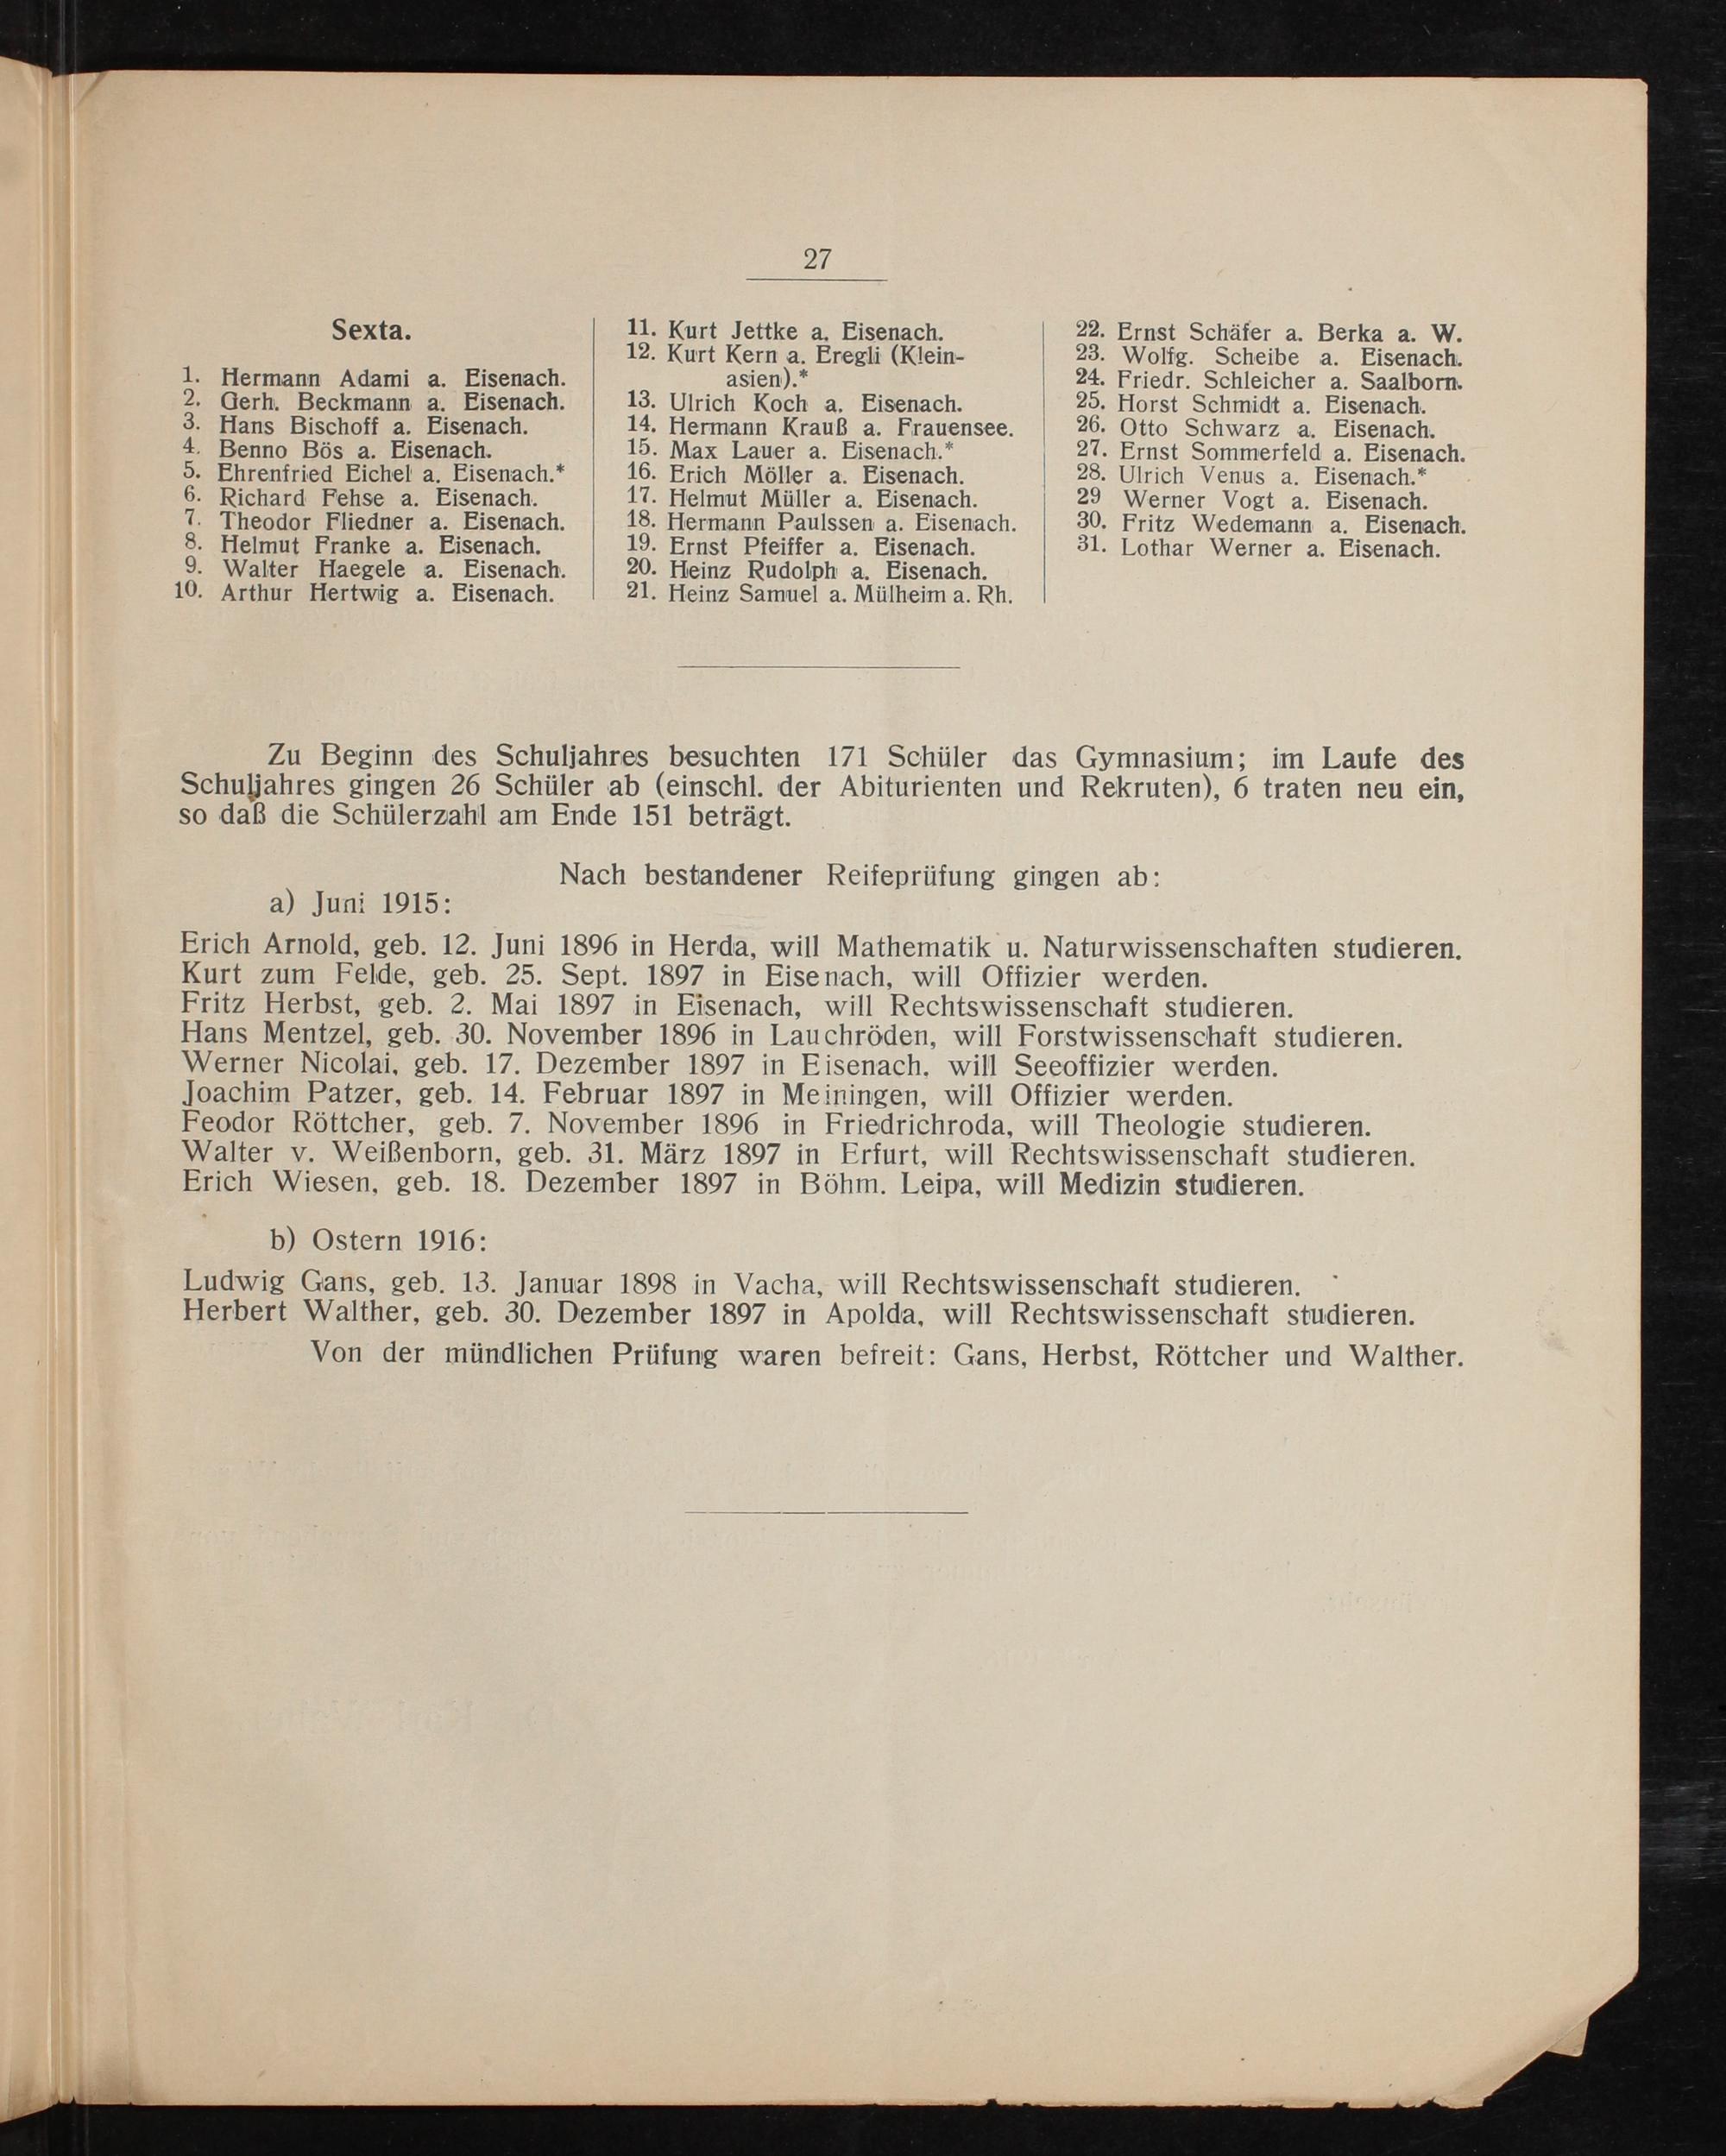 27
Sexta.
1. Hermann Adami a. Eisenach.
2. Gerh. Beckmann a. Eisenach.
3. Hans Bischoff a. Eisenach.
4. Benno Bös a. Eisenach.
5. Ehrenfried Eichel a. Eisenach.*
6. Richard Fehse a. Eisenach.
7. Theodor Fliedner a. Eisenach.
8. Helmut Franke a. Eisenach.
9. Walter Haegele a. Eisenach.
10. Arthur Hertwig a. Eisenach.
11. Kurt Jettke a. Eisenach.
12. Kurt Kern a. Eregli (Klein-
asien).*
13. Ulrich Koch a. Eisenach.
14. Hermann Krauß a. Frauensee.
15. Max Lauer a. Eisenach.*
16. Erich Möller a. Eisenach.
17. Helmut Müller a. Eisenach.
18. Hermann Paulssen a. Eisenach.
19. Ernst Pfeiffer a. Eisenach.
20. Heinz Rudolph a. Eisenach.
21. Heinz Samuel a. Mülheim a. Rh.
22. Ernst Schäfer a. Berka a. W.
23. Wolfg. Scheibe a. Eisenach.
24. Friedr. Schleicher a. Saalborn.
25. Horst Schmidt a. Eisenach.
26. Otto Schwarz a. Eisenach.
27. Ernst Sommerfeld a. Eisenach.
28. Ulrich Venus a. Eisenach.*
29 Werner Vogt a. Eisenach.
30. Fritz Wedemann a. Eisenach.
31. Lothar Werner a. Eisenach.
Zu Beginn des Schuljahres besuchten 171 Schüler das Gymnasium; im Laufe des
Schuljahres gingen 26 Schüler ab (einschl. der Abiturienten und Rekruten), 6 traten neu ein,
so daß die Schülerzahl am Ende 151 beträgt.
Nach bestandener Reifeprüfung gingen ab:
a) Juni 1915:
Erich Arnold, geb. 12. Juni 1896 in Herda, will Mathematik u. Naturwissenschaften studieren.
Kurt zum Felde, geb. 25. Sept. 1897 in Eisenach, will Offizier werden.
Fritz Herbst, geb. 2. Mai 1897 in Eisenach, will Rechtswissenschaft studieren.
Hans Mentzel, geb. 30. November 1896 in Lauchröden, will Forstwissenschaft studieren.
Werner Nicolai, geb. 17. Dezember 1897 in Eisenach, will Seeoffizier werden.
Joachim Patzer, geb. 14. Februar 1897 in Meiningen, will Offizier werden.
Feodor Röttcher, geb. 7. November 1896 in Friedrichroda, will Theologie studieren.
Walter v. Weißenborn, geb. 31. März 1897 in Erfurt, will Rechtswissenschaft studieren.
Erich Wiesen, geb. 18. Dezember 1897 in Böhm. Leipa, will Medizin studieren.
b) Ostern 1916:
Ludwig Gans, geb. 13. Januar 1898 in Vacha, will Rechtswissenschaft studieren.
Herbert Walther, geb. 30. Dezember 1897 in Apolda, will Rechtswissenschaft studieren.
Von der mündlichen Prüfung waren befreit: Gans, Herbst, Röttcher und Walther.